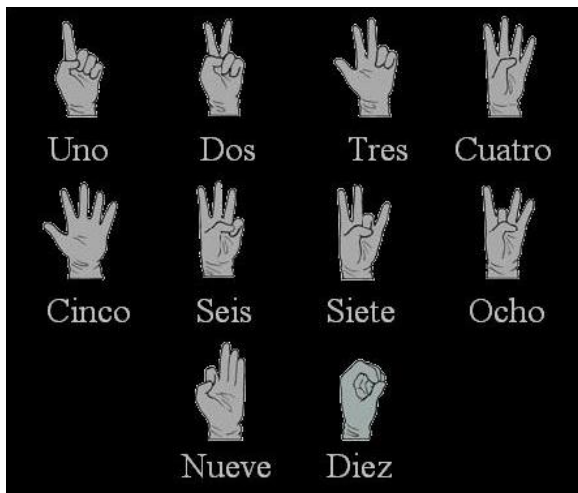 Uno Dos Tres Cuatro
Cinco Seis Siete Ocho
Nueve Diez